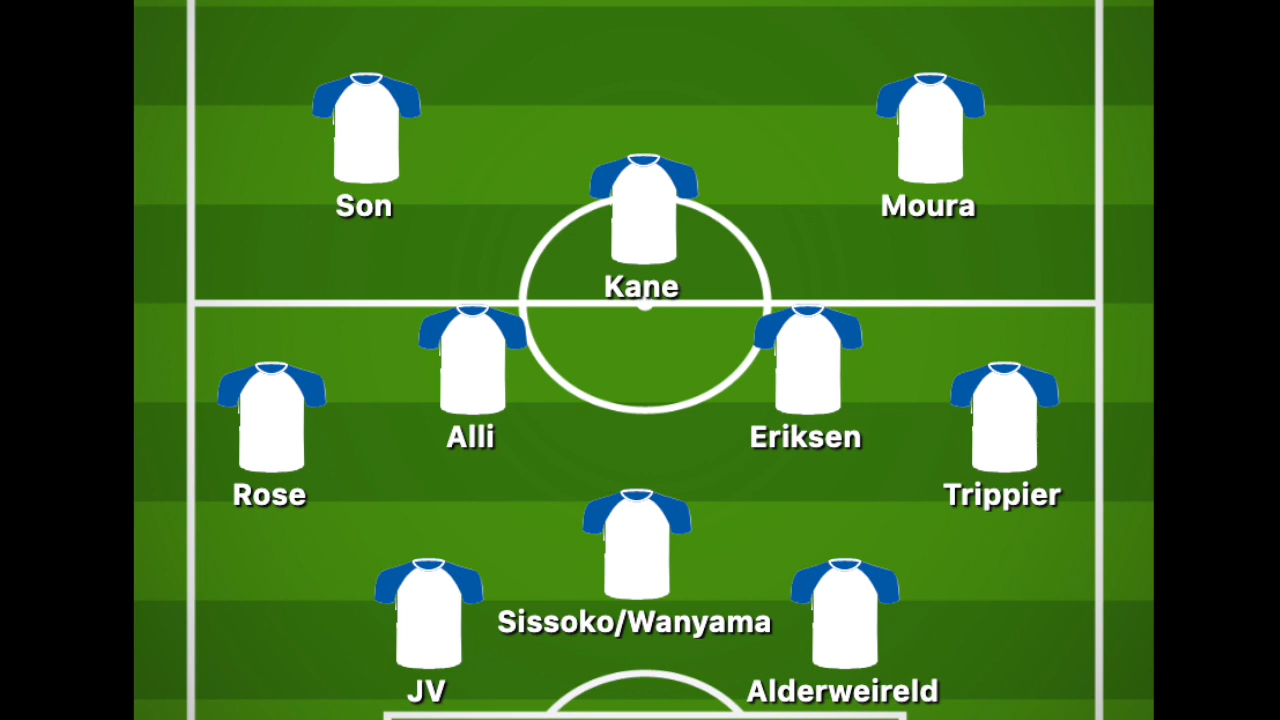 Son
Moura
Kane
Alli
Eriksen
Rose
Trippier
Sissoko/Wanyama
JV
Alderweireld